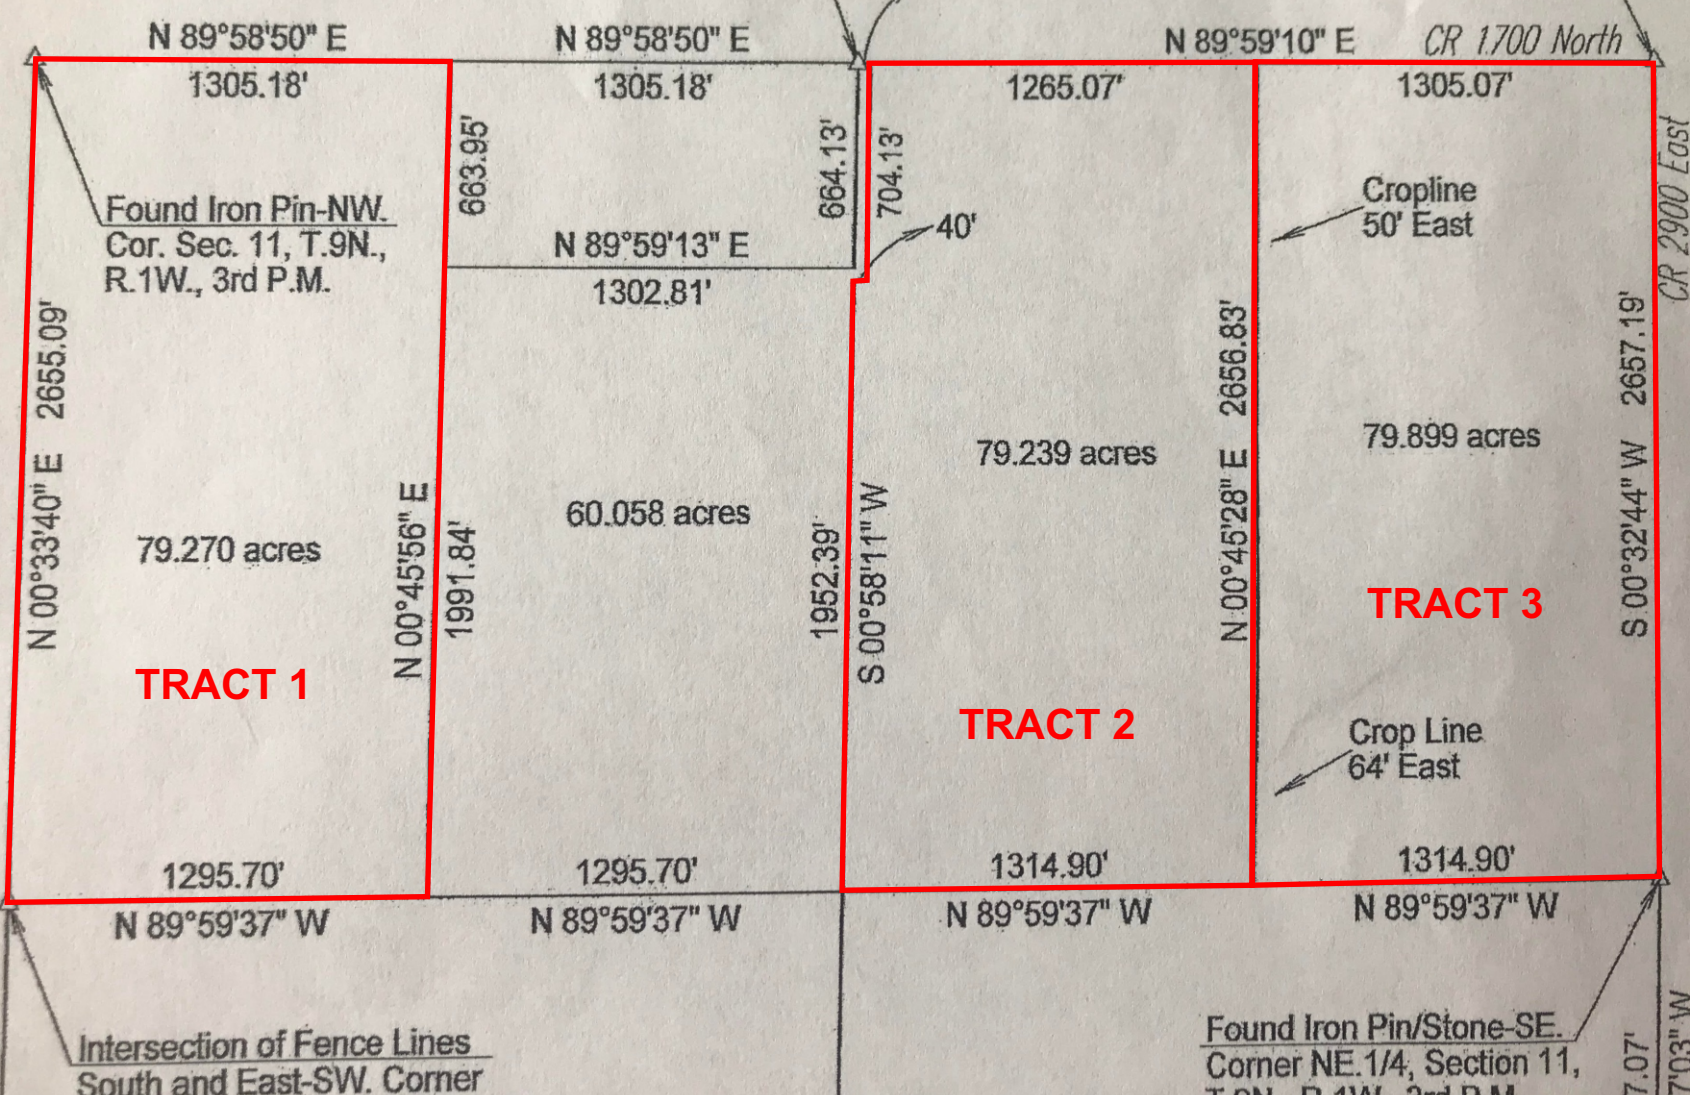 N 89°58'50" E
N 89°58'50" E
N 89°59'10" E
CR 1700 North
1305.18'
1305.18'
1265.07'
1305.07'
663.95'
664.13'
704.13'
CR 2900 East
Found Iron Pin-NW.
Cor. Sec. 11, T.9N.,
R.1W., 3rd P.M.
N 89°59'13" E
1302.81'
40'
Cropline
50' East
N 00°33'40" E 2655.09'
79.270 acres
N 00°45'56" E
1991.84'
60.058 acres
1952.39'
S 00°58'11" W
79.239 acres
N 00°45'28" E 2656.83'
79.899 acres
S 00°32'44" W 2657.19'
TRACT 1
TRACT 2
TRACT 3
Crop Line
64' East
1295.70'
1295.70'
1314.90'
1314.90'
N 89°59'37" W
N 89°59'37" W
N 89°59'37" W
N 89°59'37" W
Intersection of Fence Lines
South and East-SW. Corner
Found Iron Pin/Stone-SE.
Corner NE.1/4, Section 11,
T.9N., R.1W., 3rd P.M.
7.07'
7'03" W